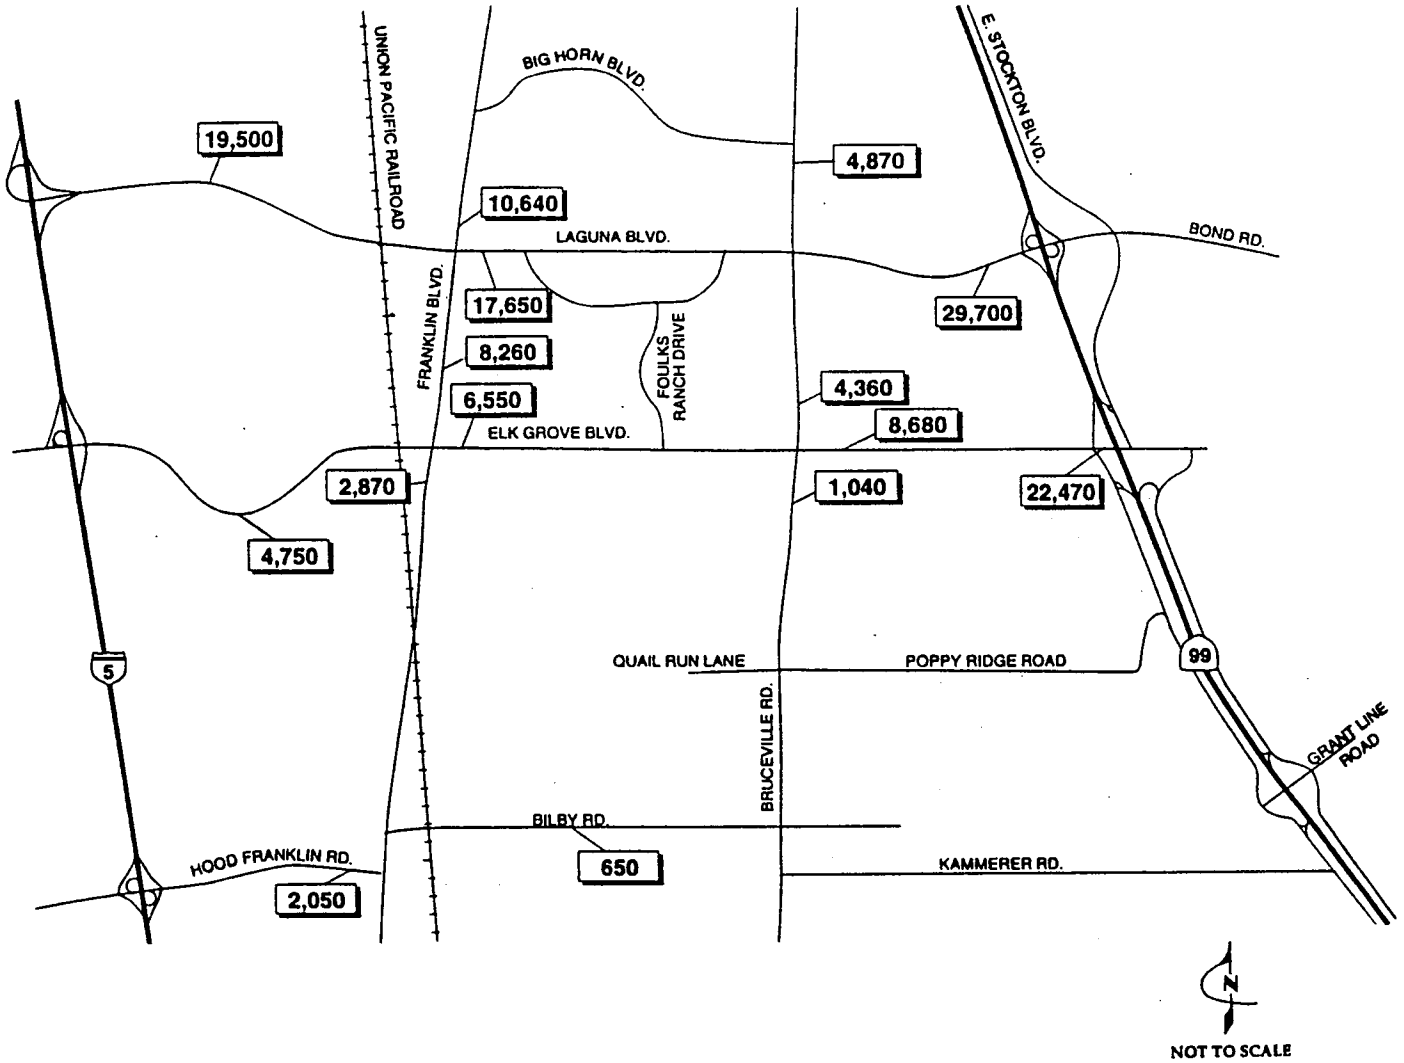 E. STOCKTON BLVD.
UNION PACIFIC RAILROAD
BIG HORN BLVD.
19,500
4,870
10,640
LAGUNA BLVD.
BOND RD.
FRANKLIN BLVD.
17,650
29,700
FOULKS
RANCH DRIVE
8,260
6,550
4,360
ELK GROVE BLVD.
8,680
2,870
1,040
22,470
4,750
5
QUAIL RUN LANE
POPPY RIDGE ROAD
99
BRUCEVILLE RD.
GRANT LINE
ROAD
BILBY RD.
HOOD FRANKLIN RD.
650
KAMMERER RD.
2,050
N
NOT TO SCALE